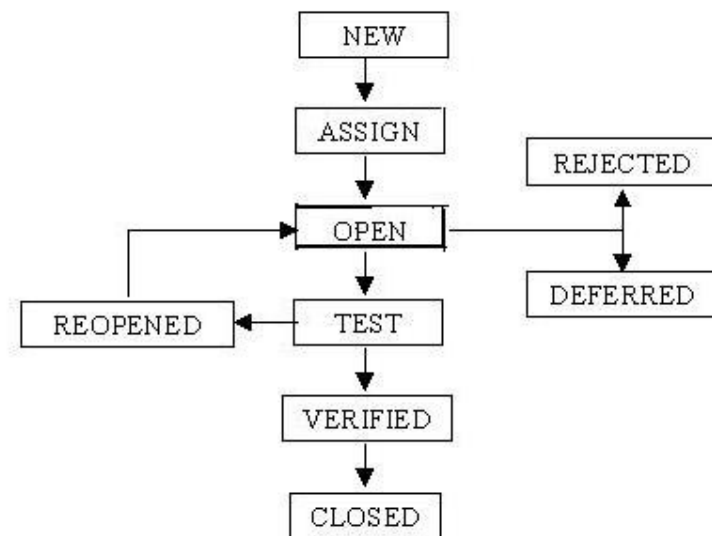 NEW
ASSIGN
REJECTED
OPEN
DEFERRED
REOPENED
TEST
VERIFIED
CLOSED